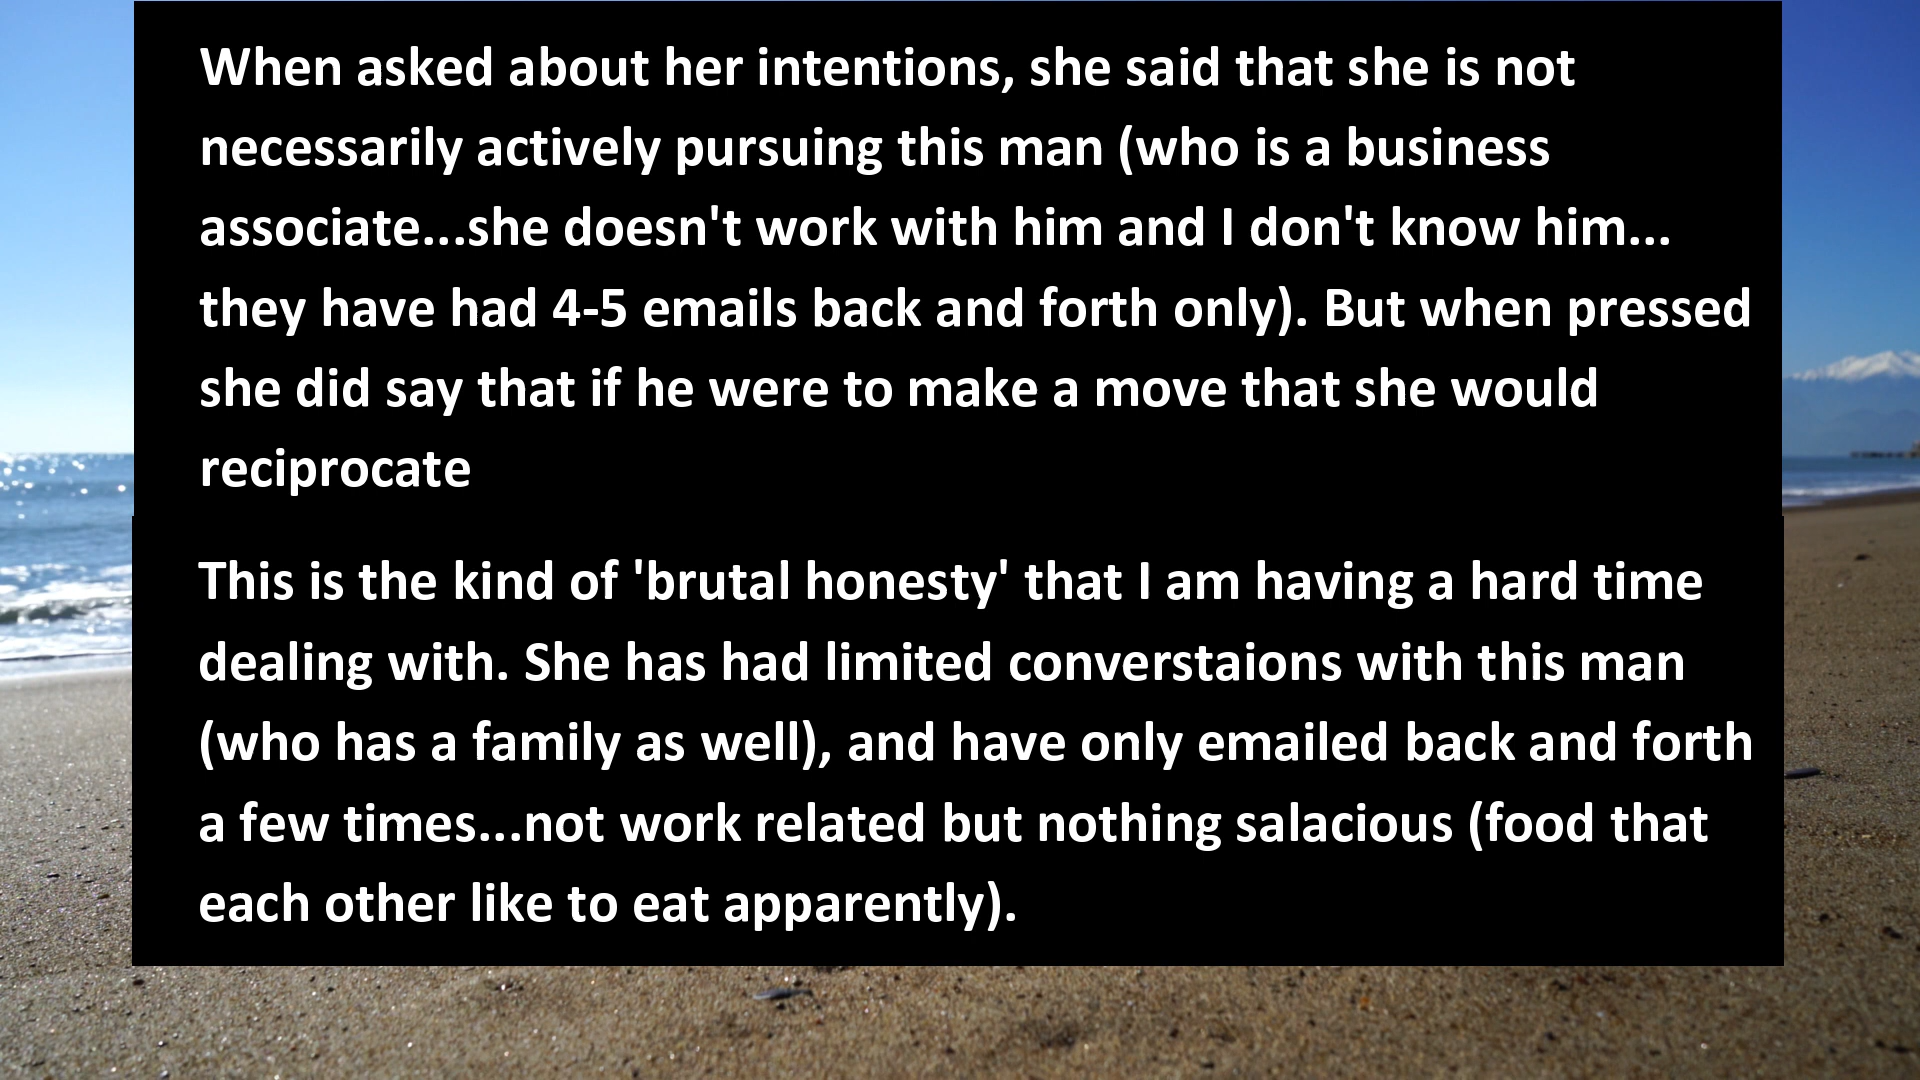 When asked about her intentions, she said that she is not
necessarily actively pursuing this man (who is a business
associate...she doesn't work with him and I don't know him...
they have had 4-5 emails back and forth only). But when pressed
she did say that if he were to make a move that she would
reciprocate
This is the kind of 'brutal honesty' that I am having a hard time
dealing with. She has had limited converstaions with this man
(who has a family as well), and have only emailed back and forth
a few times...not work related but nothing salacious (food that
each other like to eat apparently).